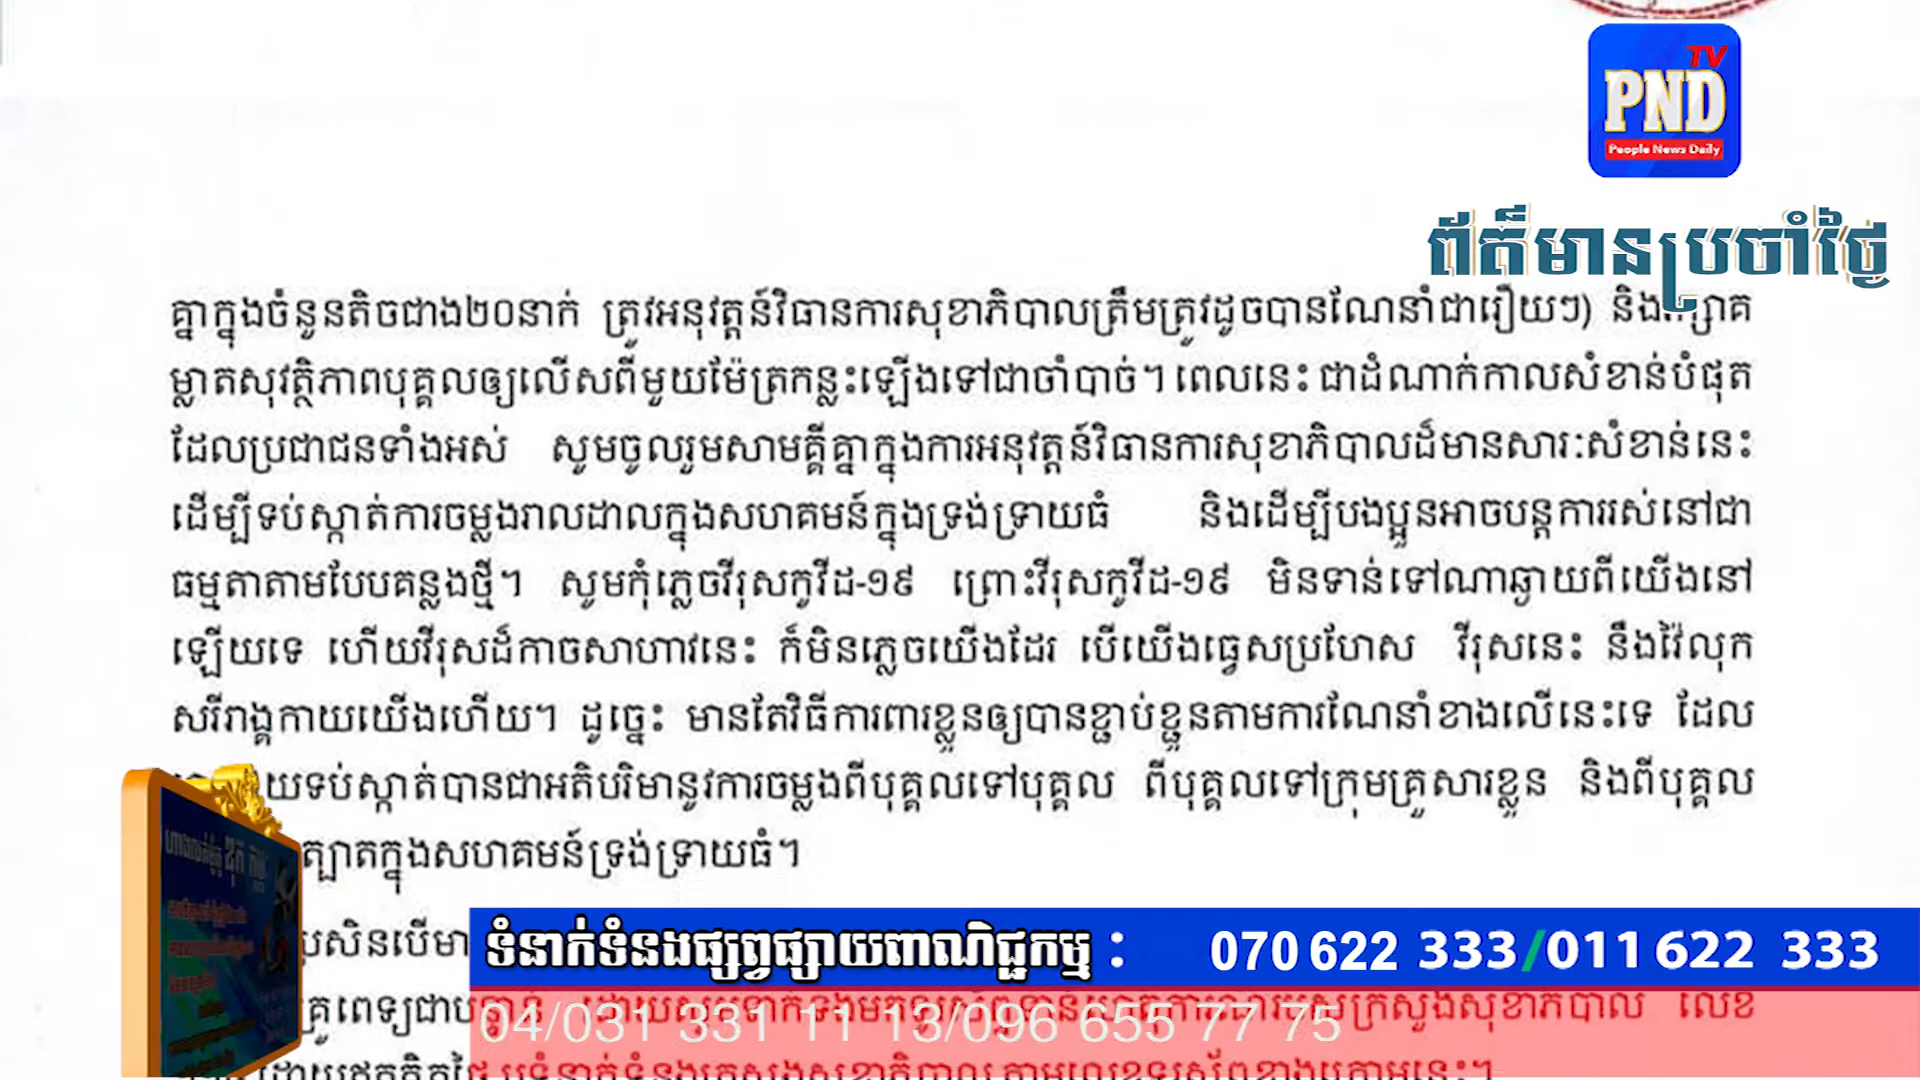 TV
PND
People News Daily
ព័ត៌មានប្រចាំថ្ងៃ
គ្នាក្នុងចំនួនតិចជាង២០នាក់ ត្រូវអនុវត្តន៍វិធានការសុខាភិបាលត្រឹមត្រូវដូចបានណែនាំជារឿយៗ) និងរក្សាគ
ម្លាតសុវត្ថិភាពបុគ្គលឲ្យលើសពីមួយម៉ែត្រកន្លះឡើងទៅជាចាំបាច់។ ពេលនេះ ជាដំណាក់កាលសំខាន់បំផុត
ដែលប្រជាជនទាំងអស់ សូមចូលរួមសាមគ្គីគ្នាក្នុងការអនុវត្តន៍វិធានការសុខាភិបាលដ៏មានសារៈសំខាន់នេះ
ដើម្បីទប់ស្កាត់ការចម្លងរាលដាលក្នុងសហគមន៍ក្នុងទ្រង់ទ្រាយធំ និងដើម្បីបងប្អូនអាចបន្តការរស់នៅជា
ធម្មតាតាមបែបគន្លងថ្មី។ សូមកុំភ្លេចវីរុសកូវីដ-១៩ ព្រោះវីរុសកូវីដ-១៩ មិនទាន់ទៅណាឆ្ងាយពីយើងនៅ
ឡើយទេ ហើយវីរុសដ៏កាចសាហាវនេះ ក៏មិនភ្លេចយើងដែរ បើយើងធ្វេសប្រហែស វីរុសនេះ នឹងវ៉ៃលុក
សរីរាង្គកាយយើងហើយ។ ដូច្នេះ មានតែវិធីការពារខ្លួនឲ្យបានខ្ជាប់ខ្ជួនតាមការណែនាំខាងលើនេះទេ ដែល
យទប់ស្កាត់បានជាអតិបរិមានូវការចម្លងពីបុគ្គលទៅបុគ្គល ពីបុគ្គលទៅក្រុមគ្រួសារខ្លួន និងពីបុគ្គល
ត្បាតក្នុងសហគមន៍ទ្រង់ទ្រាយធំ។
ប្រសិនបើមា
ទំនាក់ទំនងផ្សព្វផ្សាយពាណិជ្ជកម្ម : 070 622 333/011 622 333
គ្រូពេទ្យជាប ក្រសួងសុខាភិបាល លេខ
04/031 331 11 13/096 655 77 75